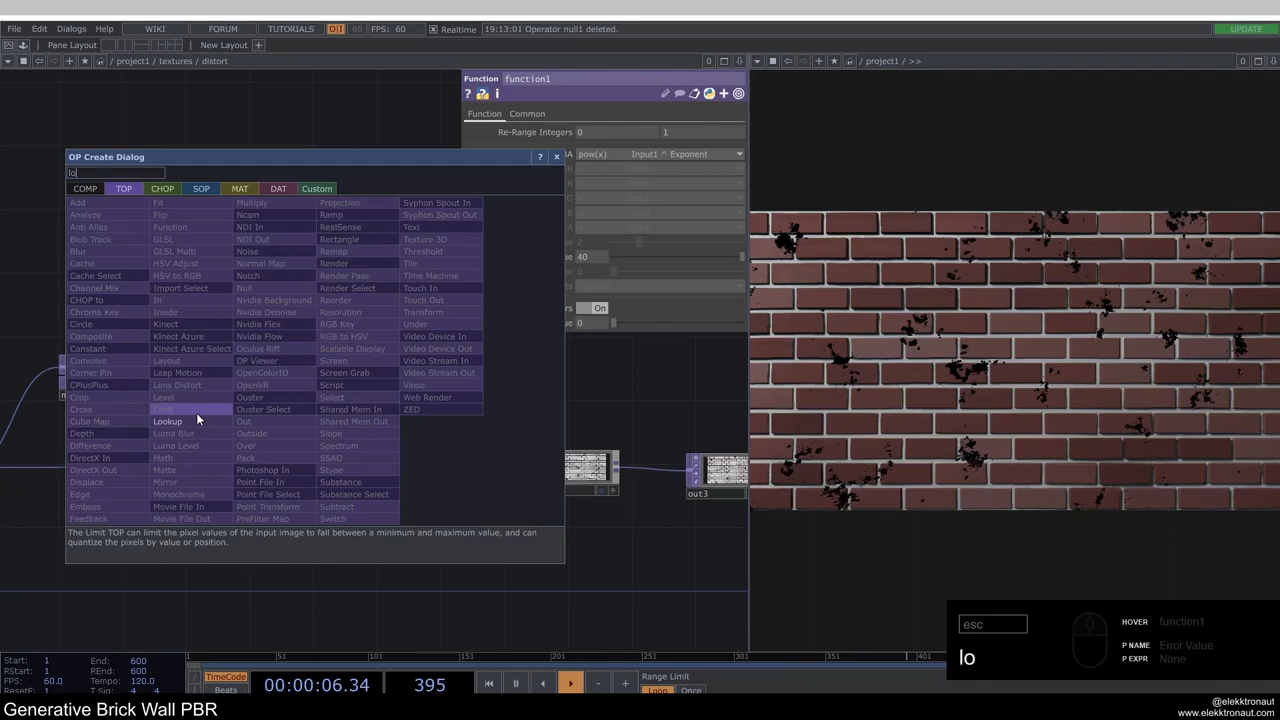 File Edit Dialogs Help WIKI FORUM TUTORIALS O|I 60 FPS: 60 Realtime 19:13:01 Operator null1 deleted. UPDATE
Pane Layout New Layout +
/ project1 / textures / distort 0
/ project1 / >> 0
Function function1
? i
Function Common
Re-Range Integers 0 1
pow(x) Input1 ^ Exponent
2
40
0
On
0
OP Create Dialog ? ×
lo
COMP TOP CHOP SOP MAT DAT Custom
Add Fit Multiply Projection Syphon Spout In
Analyze Flip Ncam Ramp Syphon Spout Out
Anti Alias Function NDI In RealSense Text
Blob Track GLSL NDI Out Rectangle Texture 3D
Blur GLSL Multi Noise Remap Threshold
Cache HSV Adjust Normal Map Render Tile
Cache Select HSV to RGB Notch Render Pass Time Machine
Channel Mix Import Select Null Render Select Touch In
CHOP to In Nvidia Background Reorder Touch Out
Chroma Key Inside Nvidia Denoise Resolution Transform
Circle Kinect Nvidia Flex RGB Key Under
Composite Kinect Azure Nvidia Flow RGB to HSV Video Device In
Constant Kinect Azure Select Oculus Rift Scalable Display Video Device Out
Convolve Layout OP Viewer Screen Video Stream In
Corner Pin Leap Motion OpenColorIO Screen Grab Video Stream Out
CPlusPlus Lens Distort OpenVR Script Vioso
Crop Level Ouster Select Web Render
Cross Limit Ouster Select Shared Mem In ZED
Cube Map Lookup Out Shared Mem Out
Depth Luma Blur Outside Slope
Difference Luma Level Over Spectrum
DirectX In Math Pack SSAO
DirectX Out Matte Photoshop In Stype
Displace Mirror Point File In Substance
Edge Monochrome Point File Select Substance Select
Emboss Movie File In Point Transform Subtract
Feedback Movie File Out PreFilter Map Switch
The Limit TOP can limit the pixel values of the input image to fall between a minimum and maximum value, and can
quantize the pixels by value or position.
out3
esc
lo
HOVER function1
P NAME Error Value
P EXPR None
Start: 1 End: 600
RStart: 1 REnd: 600
FPS: 60.0 Tempo: 120.0
ResetF: 1 T Sig: 4 4
1 51 101 151 201 251 301 351 401
TimeCode
Beats
00:00:06.34 395
Range Limit
Loop Once
Generative Brick Wall PBR
@elekktronaut
www.elekktronaut.com